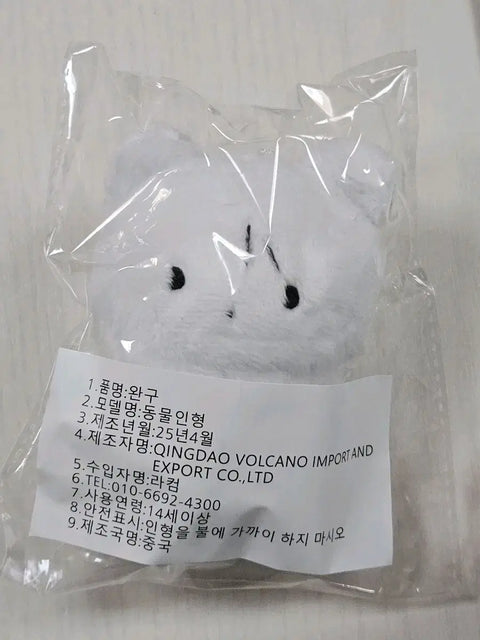 1.품명:완구
2.모델명:동물인형
3.제조년월:25년4월
4.제조자명:QINGDAO VOLCANO IMPORT AND
EXPORT CO.,LTD
5.수입자명:라컴
6.TEL:010-6692-4300
7.사용연령:14세이상
8.안전표시:인형을 불에 가까이 하지 마시오
9.제조국명:중국